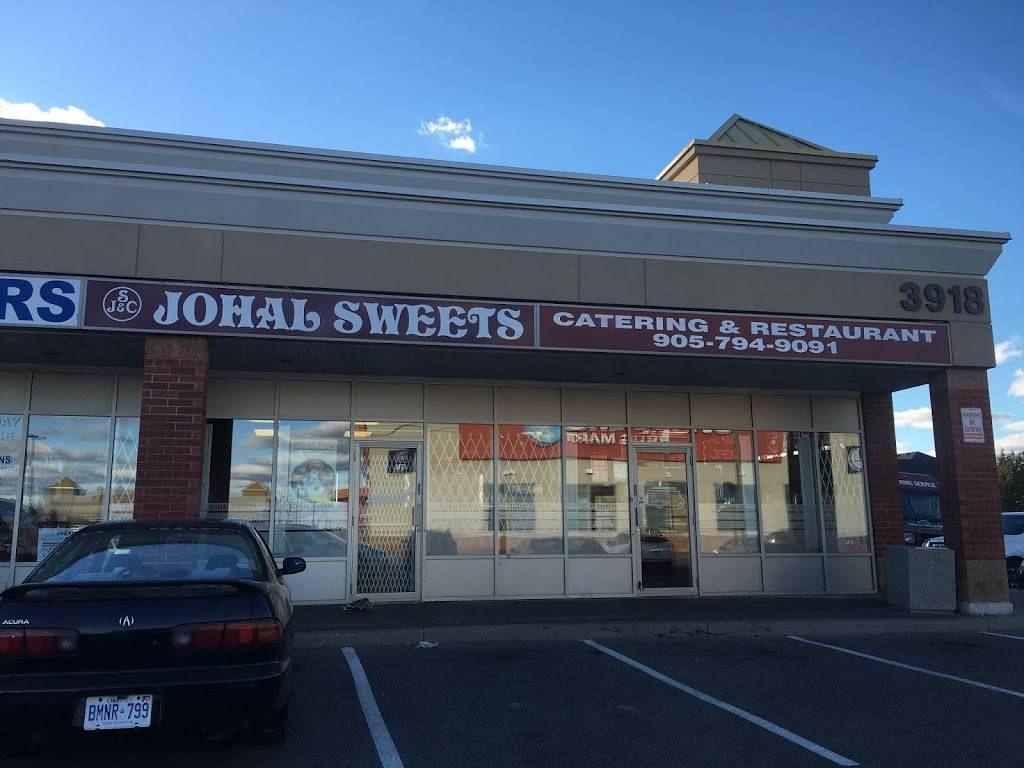 RS
S
J&C
JOHAL SWEETS
CATERING & RESTAURANT
905-794-9091
3918
ACURA
BMNR 799